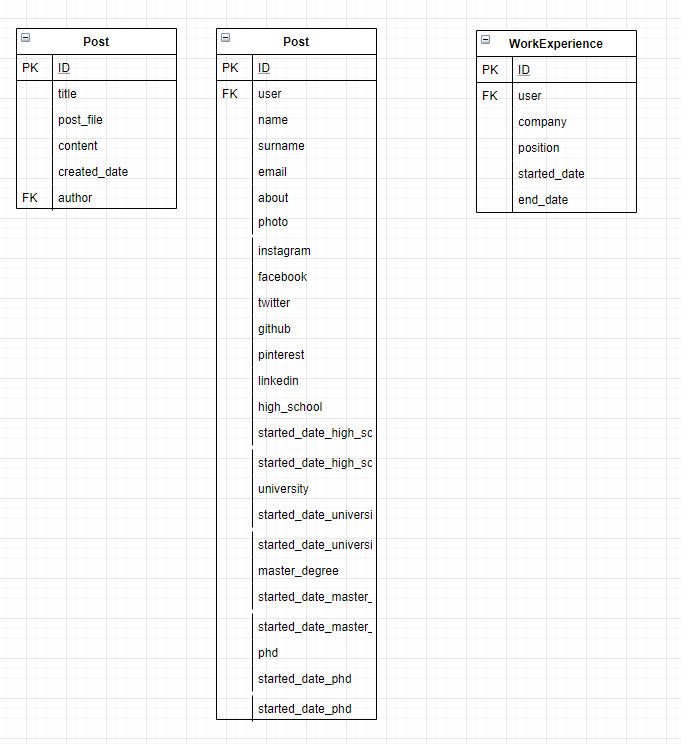 Post
PK ID
title
post_file
content
created_date
FK author
Post
PK ID
FK user
name
surname
email
about
photo
instagram
facebook
twitter
github
pinterest
linkedin
high_school
started_date_high_sc
started_date_high_sc
university
started_date_universi
started_date_universi
master_degree
started_date_master_
started_date_master_
phd
started_date_phd
started_date_phd
WorkExperience
PK ID
FK user
company
position
started_date
end_date